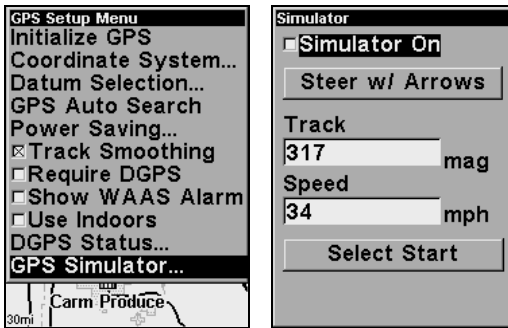 GPS Setup Menu
Initialize GPS
Coordinate System...
Datum Selection...
GPS Auto Search
Power Saving...
Track Smoothing
Require DGPS
Show WAAS Alarm
Use Indoors
DGPS Status...
GPS Simulator...
Carm Produce
30mi
Simulator
Simulator On
Steer w/ Arrows
Track
317 mag
Speed
34 mph
Select Start